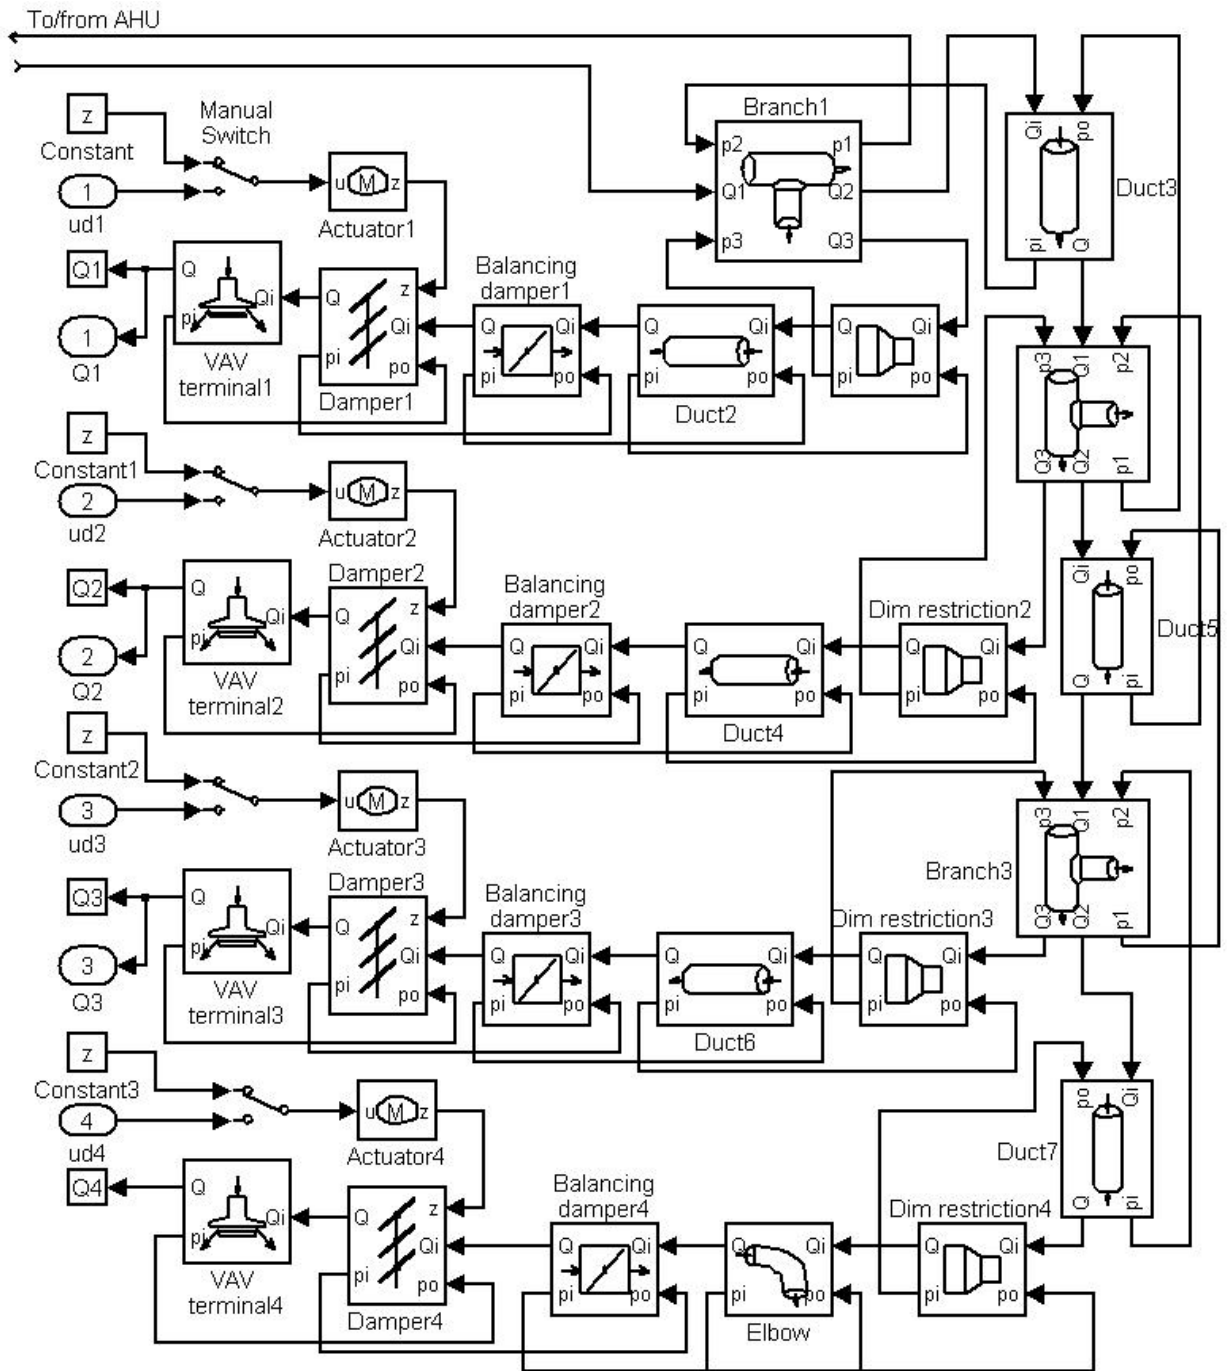 To/from AHU
z
Constant
1
ud1
Manual
Switch
u M z
Actuator1
Branch1
p2 p1
Q1 Q2
p3 Q3
Qi po
pi Q
Duct3
Q1
1
Q1
Q Qi
pi
VAV
terminal1
Q z
Qi
pi po
Damper1
Balancing
damper1
Q Qi
pi po
Q Qi
pi po
Duct2
Q Qi
pi po
p3 Q1 p2
Q3 Q2 p1
z
Constant1
2
ud2
u M z
Actuator2
Q2
2
Q2
Q Qi
pi
VAV
terminal2
Damper2
Q z
Qi
pi po
Balancing
damper2
Q Qi
pi po
Q Qi
pi po
Duct4
Dim restriction2
Q Qi
pi po
Qi po
Q pi
Duct5
z
Constant2
3
ud3
u M z
Actuator3
Q3
3
Q3
Q Qi
pi
VAV
terminal3
Damper3
Q z
Qi
pi po
Balancing
damper3
Q Qi
pi po
Q Qi
pi po
Duct6
Dim restriction3
Q Qi
pi po
Branch3
p3 Q1 p2
Q3 Q2 p1
z
Constant3
4
ud4
u M z
Actuator4
Q4
Q Qi
pi
VAV
terminal4
Q z
Qi
pi po
Damper4
Balancing
damper4
Q Qi
pi po
Q Qi
pi po
Elbow
Dim restriction4
Q Qi
pi po
Duct7
po Qi
Q pi